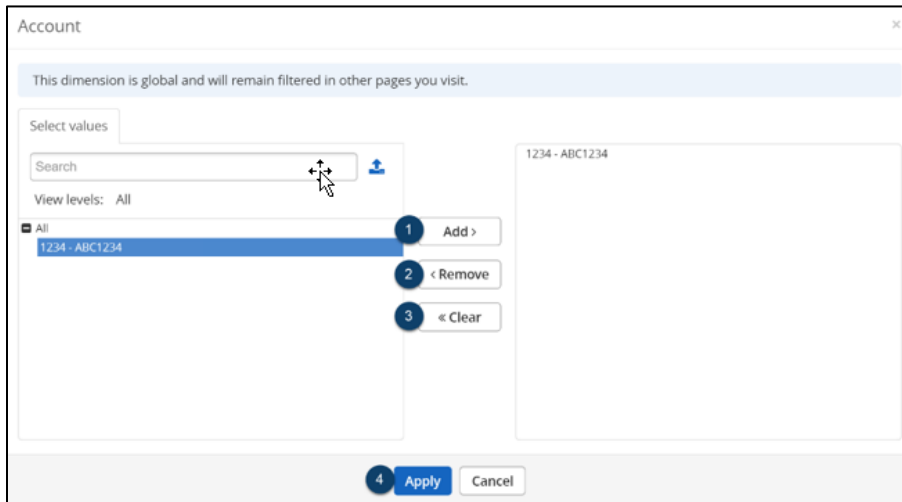 Account
×
This dimension is global and will remain filtered in other pages you visit.
Select values
Search
View levels: All
All
1234 - ABC1234
1 Add >
2 < Remove
3 « Clear
1234 - ABC1234
4 Apply Cancel